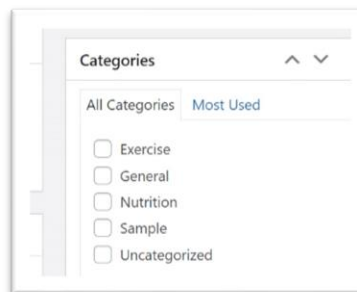 Categories
All Categories Most Used
Exercise
General
Nutrition
Sample
Uncategorized